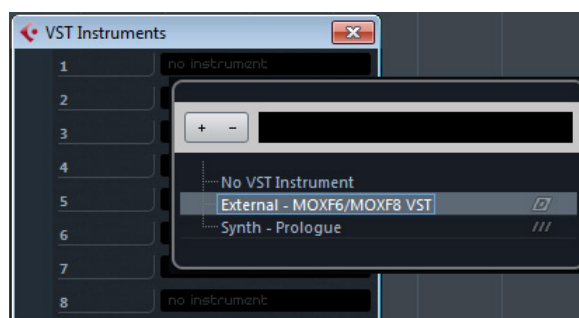 VST Instruments
1 no instrument
2
3
+ -
4
No VST Instrument
5
External - MOXF6/MOXF8 VST
6
Synth - Prologue
7
8 no instrument